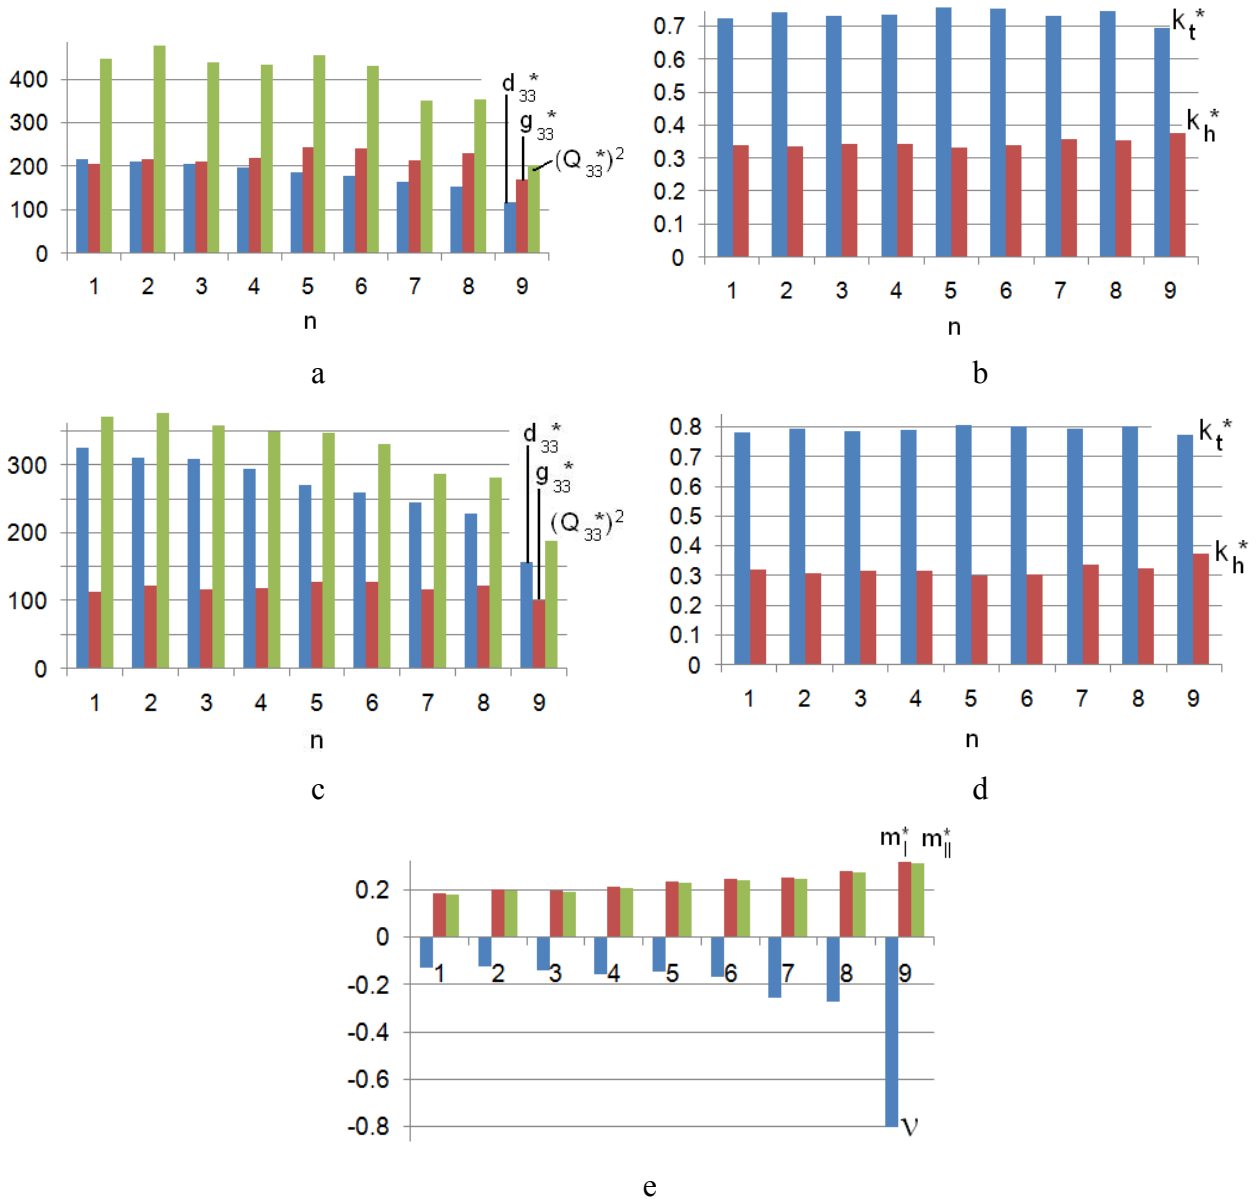 400
300
200
100
0
d33*
g33*
(Q33*)2
1 2 3 4 5 6 7 8 9
n
a
0.7
0.6
0.5
0.4
0.3
0.2
0.1
0
kt*
kh*
1 2 3 4 5 6 7 8 9
n
b
300
200
100
0
d33*
g33*
(Q33*)2
1 2 3 4 5 6 7 8 9
n
c
0.8
0.7
0.6
0.5
0.4
0.3
0.2
0.1
0
kt*
kh*
1 2 3 4 5 6 7 8 9
n
d
m|* m||*
0.2
0
-0.2
-0.4
-0.6
-0.8
1 2 3 4 5 6 7 8 9
ν
e